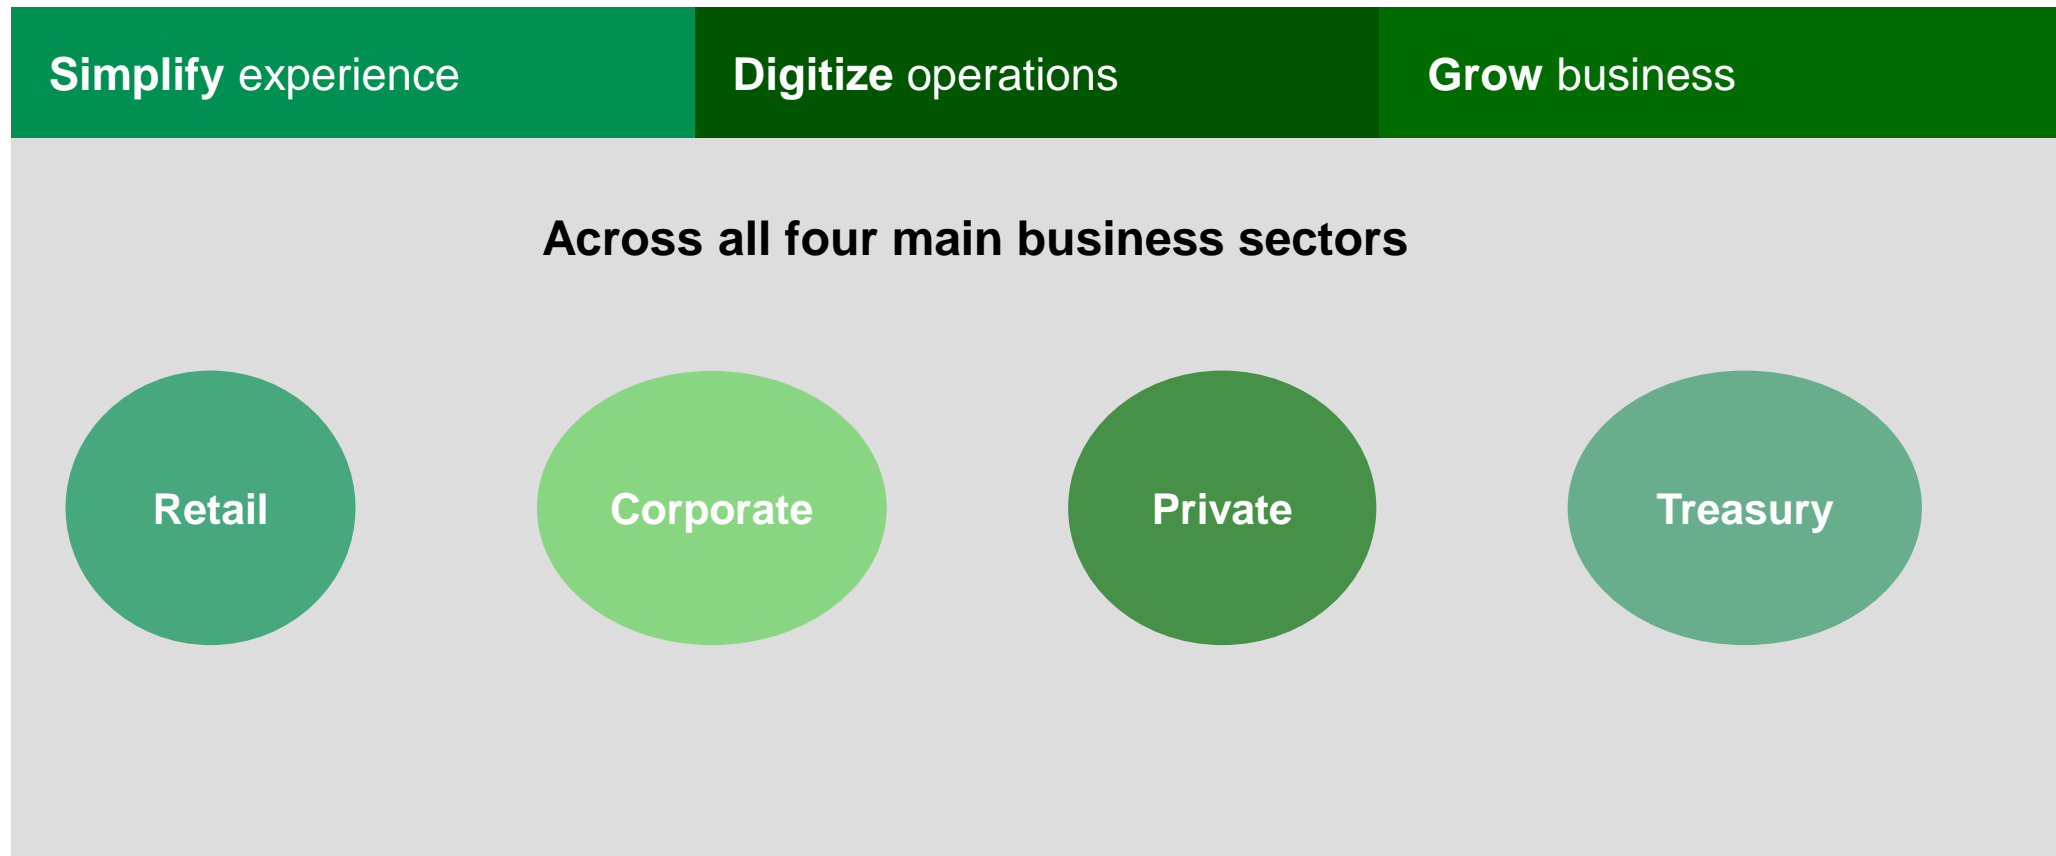 Simplify experience
Digitize operations
Grow business
Across all four main business sectors
Retail
Corporate
Private
Treasury